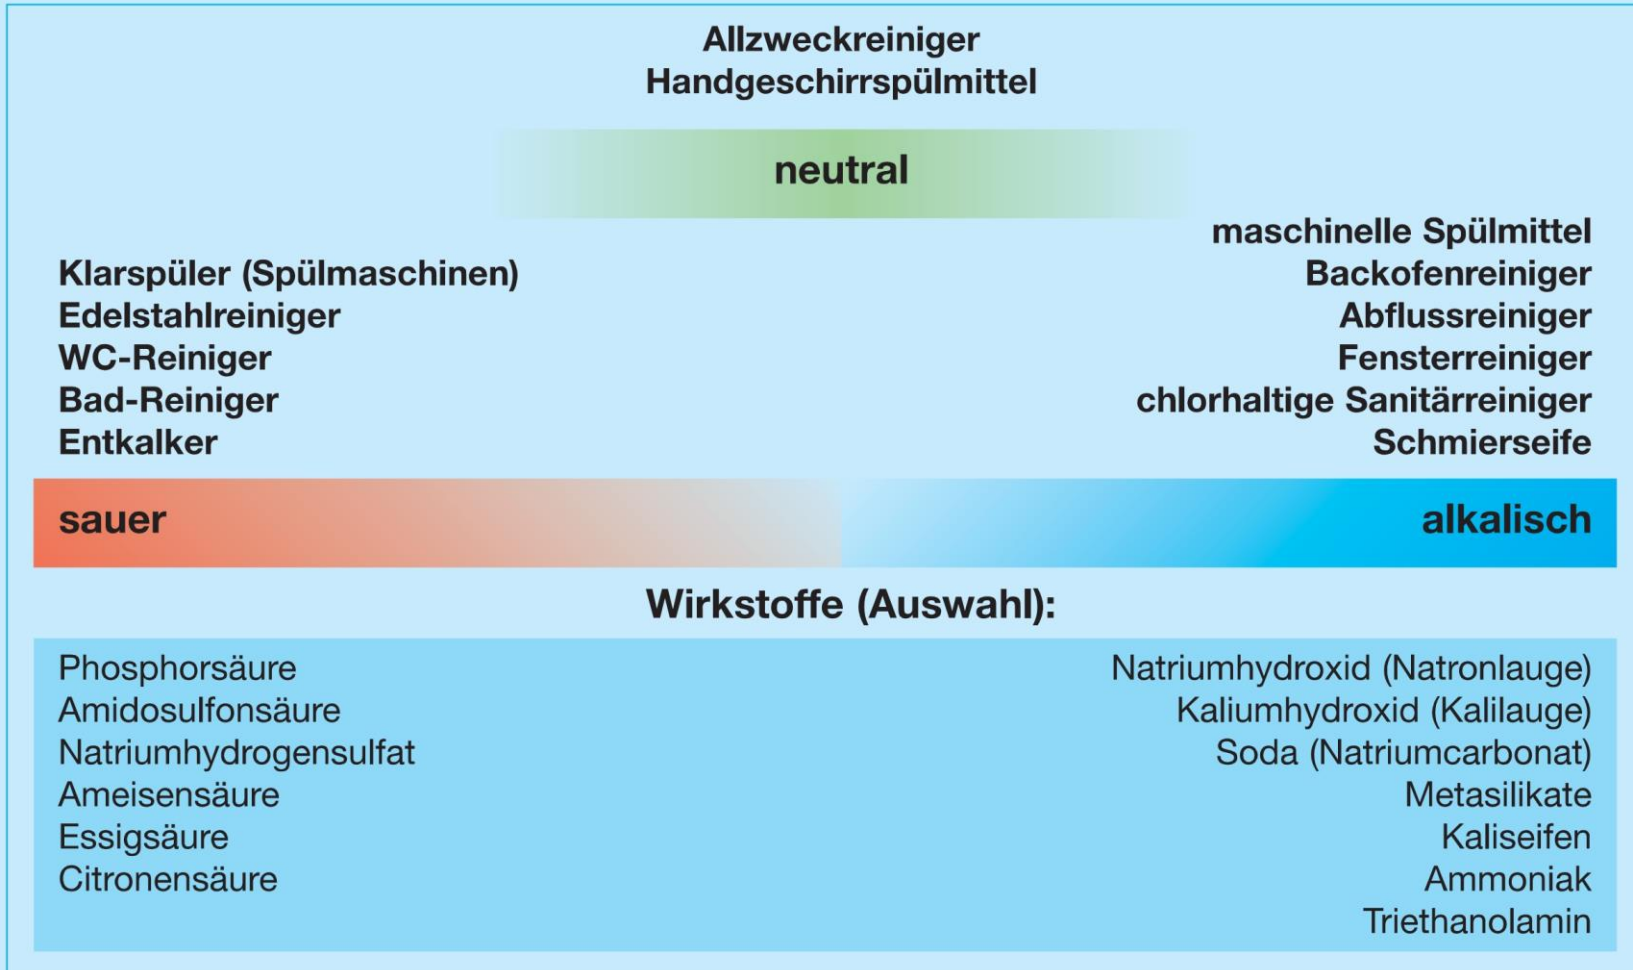 Allzweckreiniger
Handgeschirrspülmittel
neutral
Klarspüler (Spülmaschinen)
Edelstahlreiniger
WC-Reiniger
Bad-Reiniger
Entkalker
maschinelle Spülmittel
Backofenreiniger
Abflussreiniger
Fensterreiniger
chlorhaltige Sanitärreiniger
Schmierseife
sauer
alkalisch
Wirkstoffe (Auswahl):
Phosphorsäure
Amidosulfonsäure
Natriumhydrogensulfat
Ameisensäure
Essigsäure
Citronensäure
Natriumhydroxid (Natronlauge)
Kaliumhydroxid (Kalilauge)
Soda (Natriumcarbonat)
Metasilikate
Kaliseifen
Ammoniak
Triethanolamin